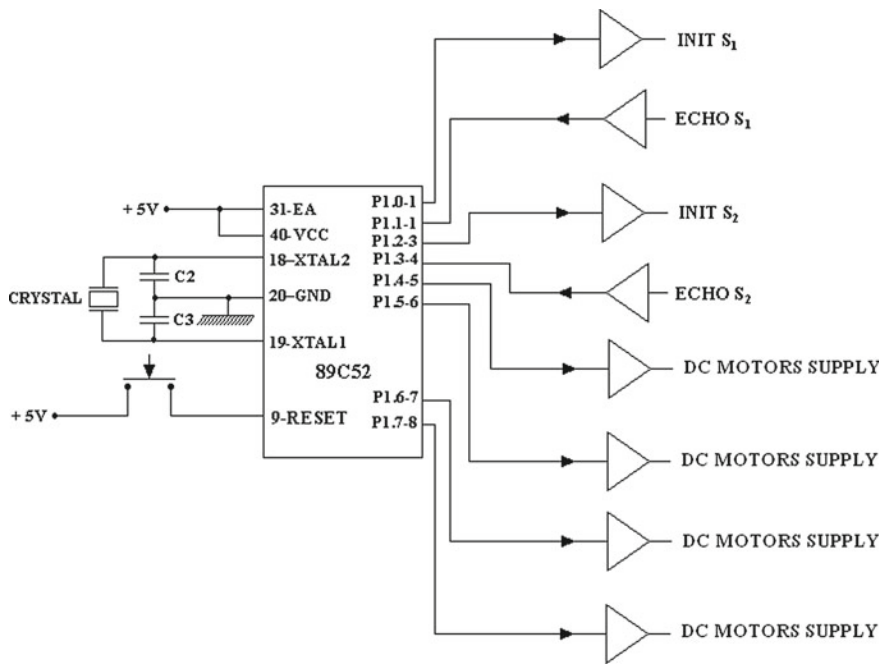 INIT S₁
ECHO S₁
INIT S₂
ECHO S₂
DC MOTORS SUPPLY
DC MOTORS SUPPLY
DC MOTORS SUPPLY
DC MOTORS SUPPLY
+5V
CRYSTAL
C2
C3
+5V
31-EA
40-VCC
18-XTAL2
20-GND
19-XTAL1
89C52
9-RESET
P1.0-1
P1.1-1
P1.2-3
P1.3-4
P1.4-5
P1.5-6
P1.6-7
P1.7-8